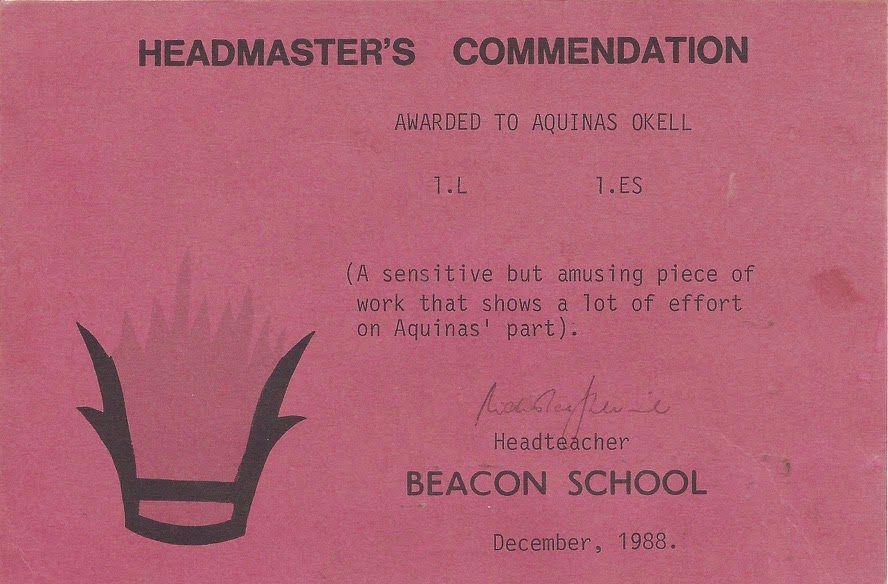 HEADMASTER'S COMMENDATION
AWARDED TO AQUINAS OKELL
1.L 1.ES
(A sensitive but amusing piece of
work that shows a lot of effort
on Aquinas' part).
Headteacher
BEACON SCHOOL
December, 1988.